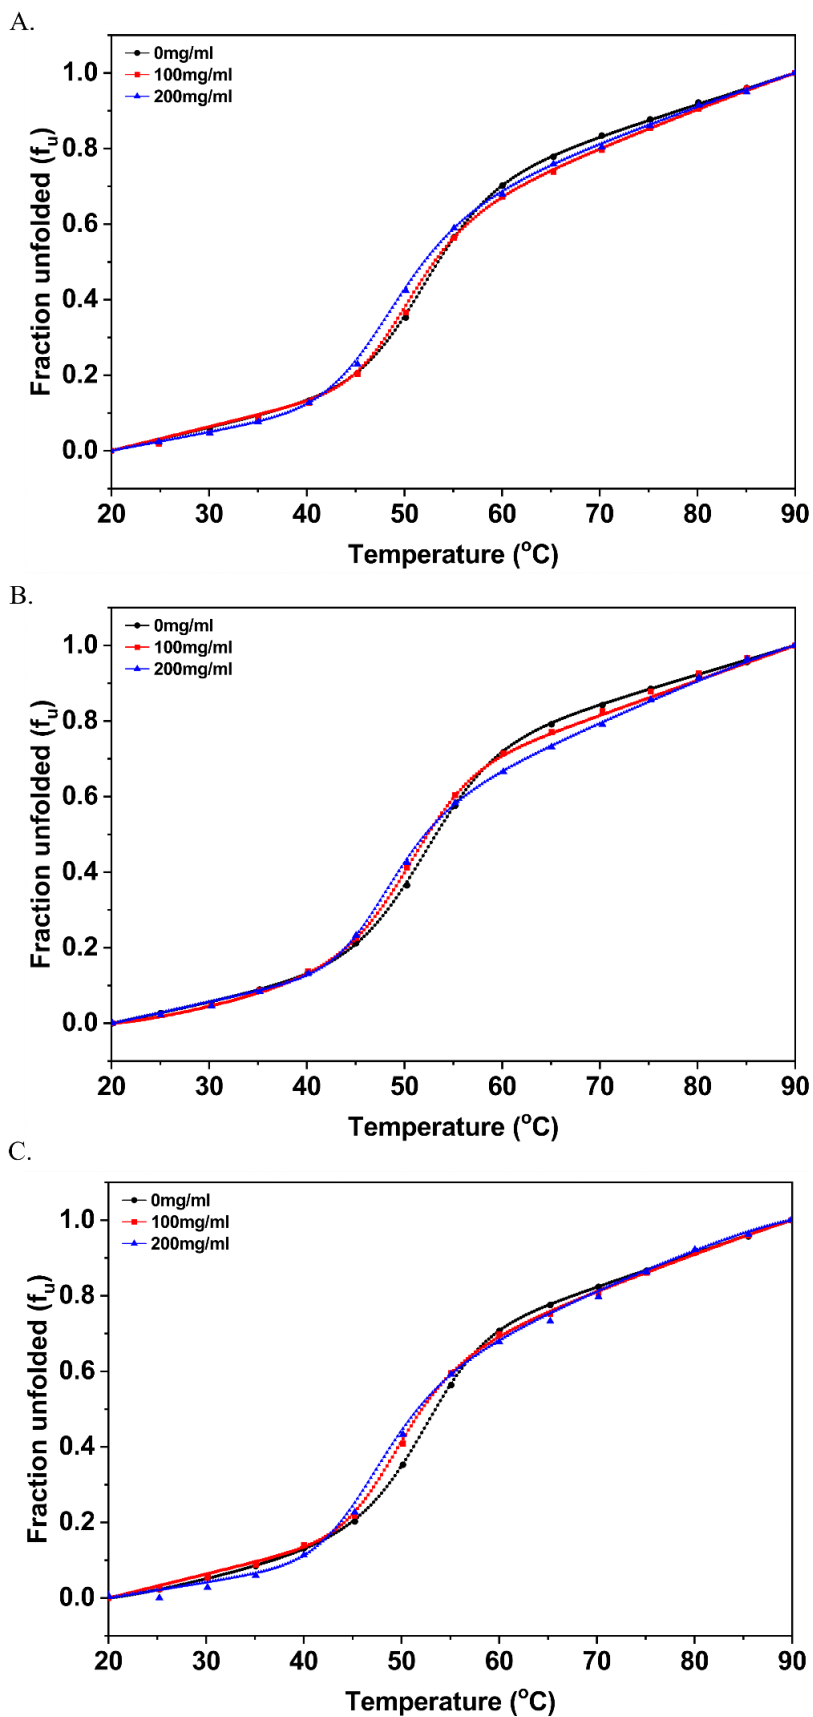 A.
0mg/ml
100mg/ml
200mg/ml
Fraction unfolded (fu)
1.0
0.8
0.6
0.4
0.2
0.0
20 30 40 50 60 70 80 90
Temperature (oC)
B.
0mg/ml
100mg/ml
200mg/ml
Fraction unfolded (fu)
1.0
0.8
0.6
0.4
0.2
0.0
20 30 40 50 60 70 80 90
Temperature (oC)
C.
0mg/ml
100mg/ml
200mg/ml
Fraction unfolded (fu)
1.0
0.8
0.6
0.4
0.2
0.0
20 30 40 50 60 70 80 90
Temperature (oC)